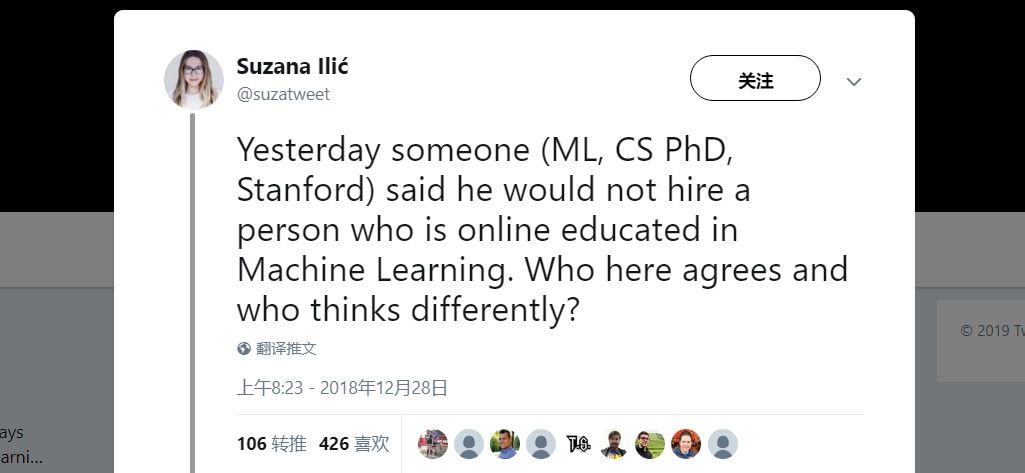 Suzana Ilić
@suzatweet
关注
Yesterday someone (ML, CS PhD,
Stanford) said he would not hire a
person who is online educated in
Machine Learning. Who here agrees and
who thinks differently?
翻译推文
上午8:23 - 2018年12月28日
106 转推 426 喜欢
T.S.
© 2019 Tw
ays
earni...